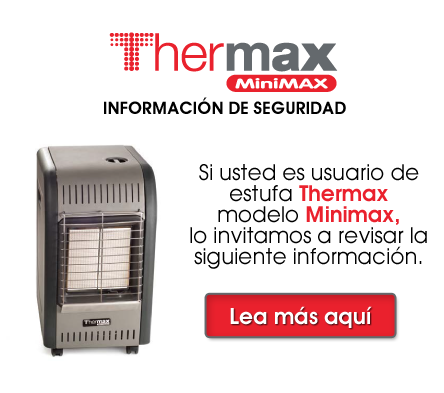 Thermax
MiniMAX
INFORMACIÓN DE SEGURIDAD
Si usted es usuario de
estufa Thermax
modelo Minimax,
lo invitamos a revisar la
siguiente información.
Thermax
Lea más aquí